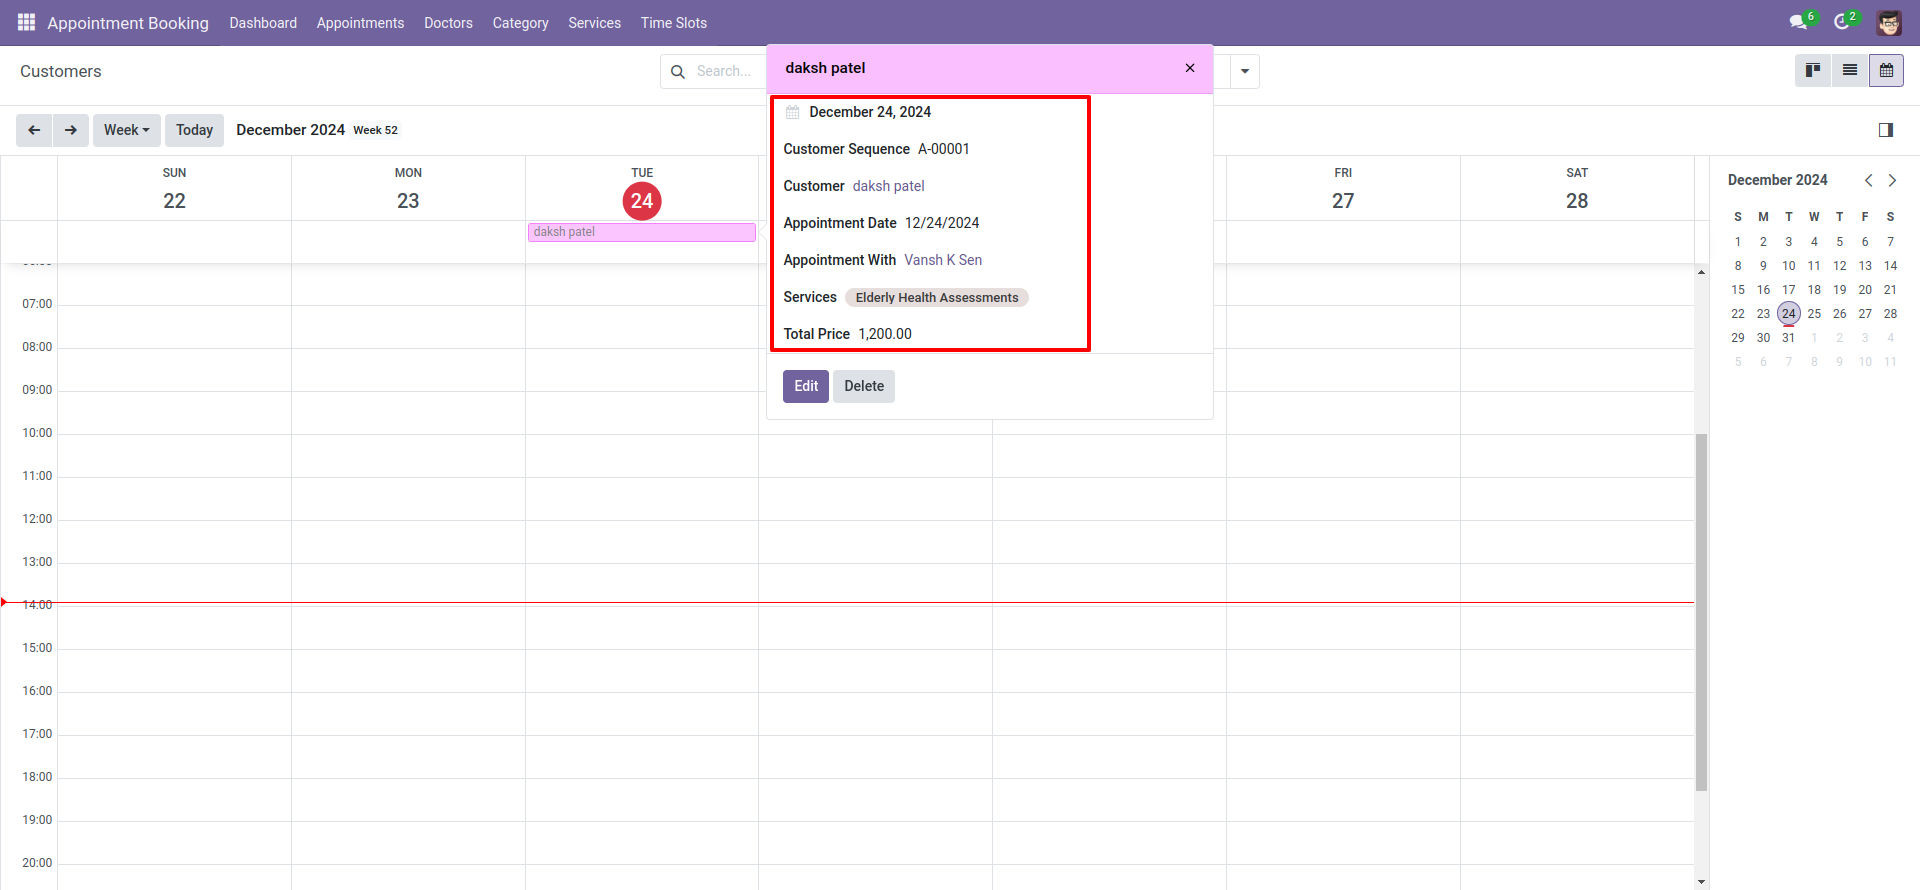 Appointment Booking Dashboard Appointments Doctors Category Services Time Slots 6 2
Customers
Search...
daksh patel ×
December 24, 2024
Customer Sequence A-00001
Customer daksh patel
Appointment Date 12/24/2024
Appointment With Vansh K Sen
Services Elderly Health Assessments
Total Price 1,200.00
Edit Delete
Week Today December 2024 Week 52
SUN MON TUE FRI SAT
22 23 24 27 28
daksh patel
07:00
08:00
09:00
10:00
11:00
12:00
13:00
14:00
15:00
16:00
17:00
18:00
19:00
20:00
December 2024
S M T W T F S
1 2 3 4 5 6 7
8 9 10 11 12 13 14
15 16 17 18 19 20 21
22 23 24 25 26 27 28
29 30 31 1 2 3 4
5 6 7 8 9 10 11